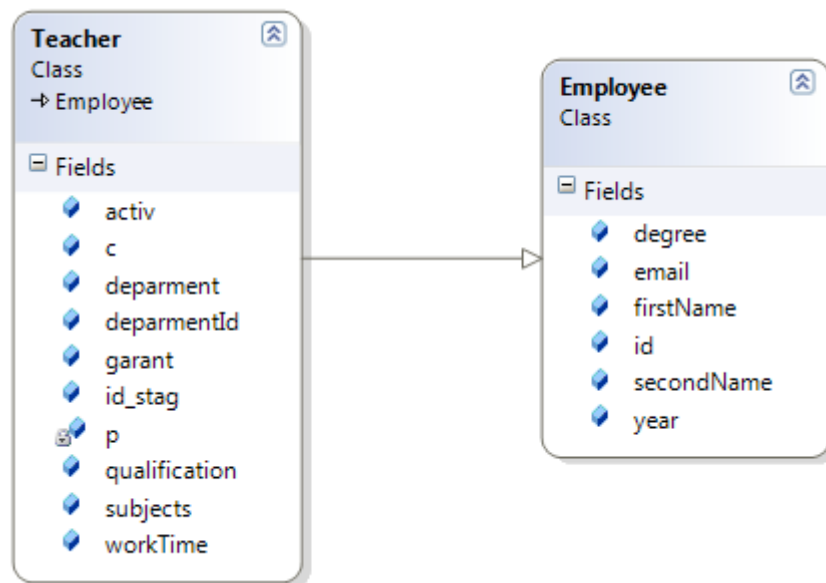 Teacher
Class
Employee
Fields
activ
c
deparment
deparmentId
garant
id_stag
p
qualification
subjects
workTime
Employee
Class
Fields
degree
email
firstName
id
secondName
year